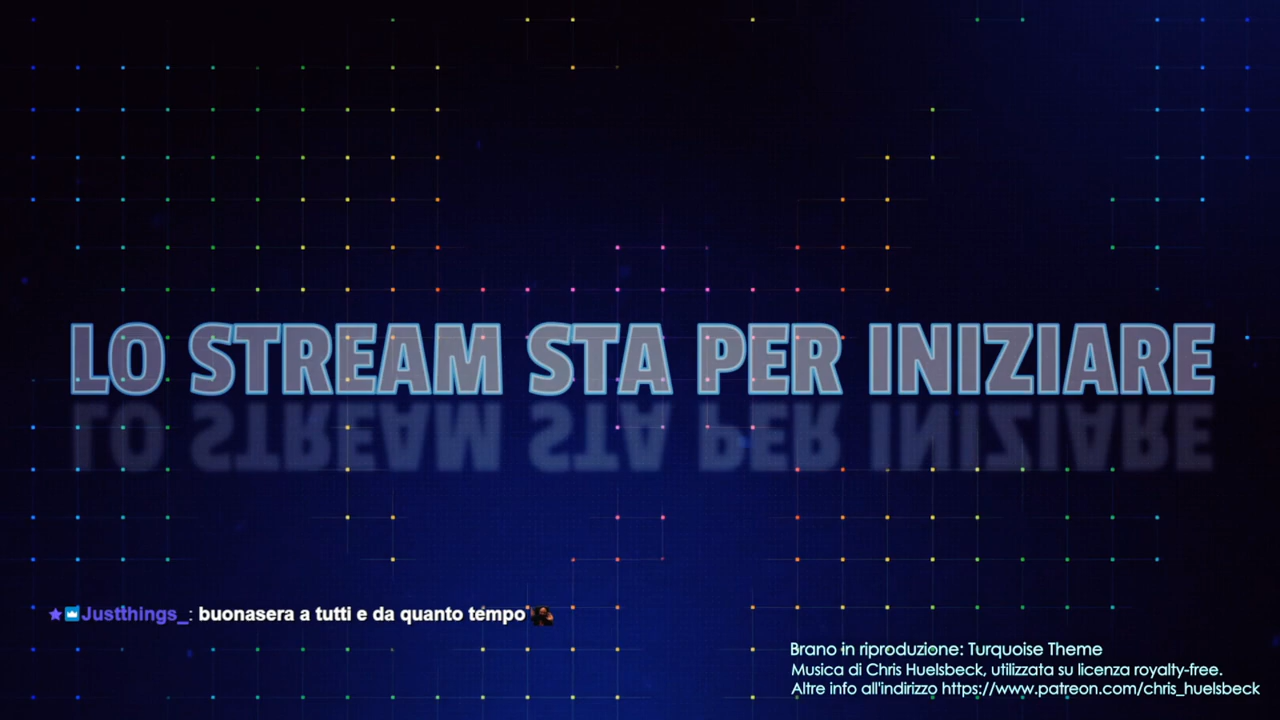 LO STREAM STA PER INIZIARE
Justthings_: buonasera a tutti e da quanto tempo
Brano in riproduzione: Turquoise Theme
Musica di Chris Huelsbeck, utilizzata su licenza royalty-free.
Altre info all'indirizzo https://www.patreon.com/chris_huelsbeck